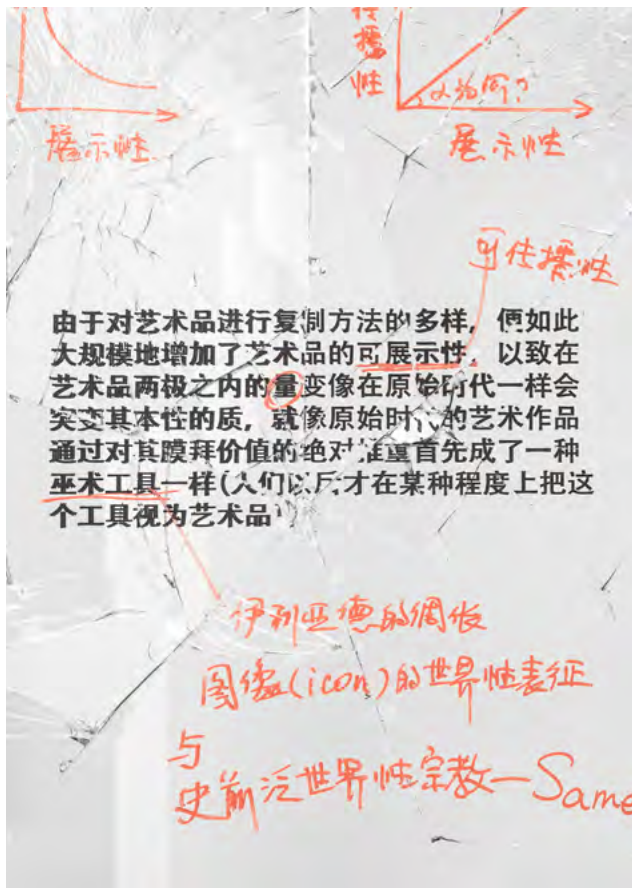 传播性
α为何?
展示性
展示性
可传播性
由于对艺术品进行复制方法的多样，便如此
大规模地增加了艺术品的可展示性，以致在
艺术品两极之内的量变像在原始时代一样会
突变其本性的质，就像原始时代的艺术作品
通过对其膜拜价值的绝对推重首先成了一种
巫术工具一样(人们以后才在某种程度上把这
个工具视为艺术品)
伊利亚德的
图像(icon)的世界性表征
与
史前泛世界性宗教—Same